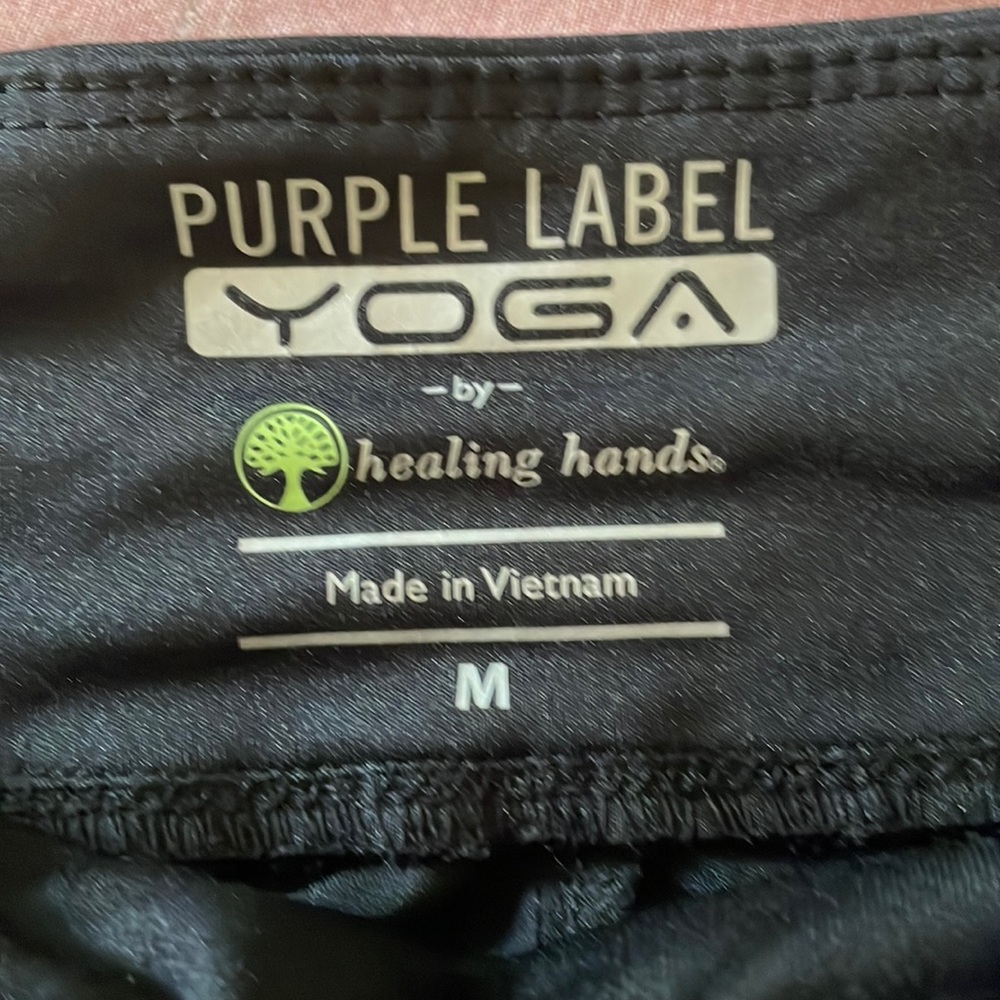 PURPLE LABEL
YOGA
-by-
healing hands®
Made in Vietnam
M